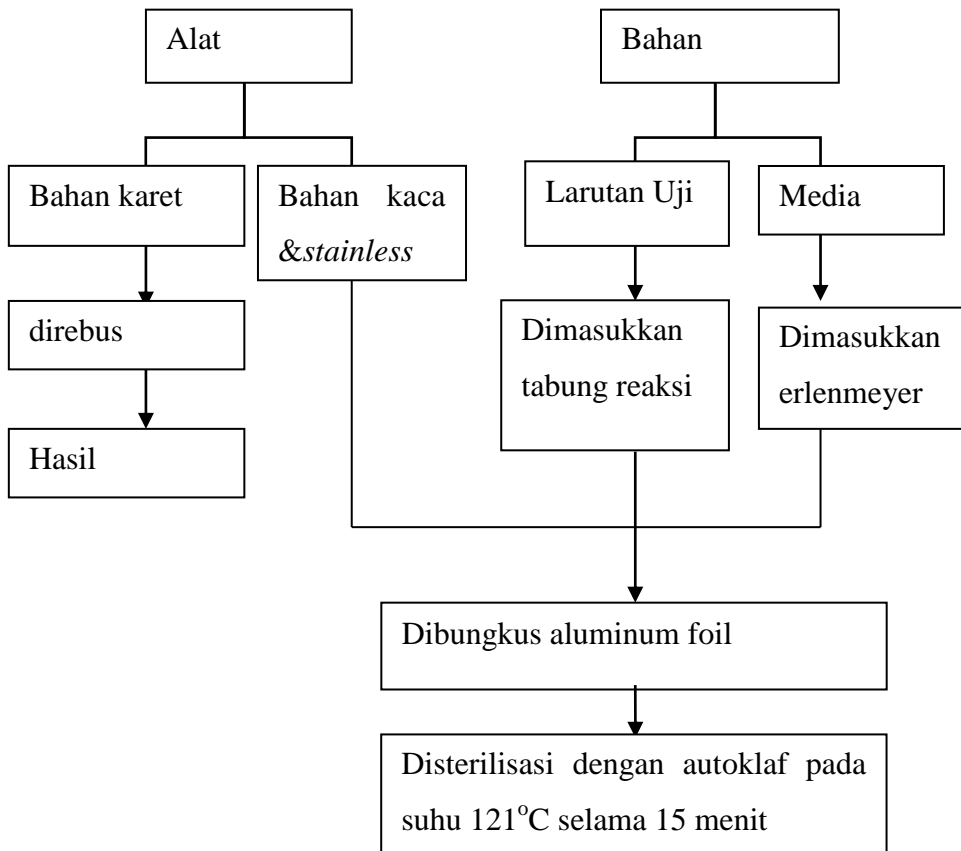 Alat
Bahan
Bahan karet
Bahan kaca
&stainless
Larutan Uji
Media
direbus
Dimasukkan
tabung reaksi
Dimasukkan
erlenmeyer
Hasil
Dibungkus aluminum foil
Disterilisasi dengan autoklaf pada
suhu 121°C selama 15 menit